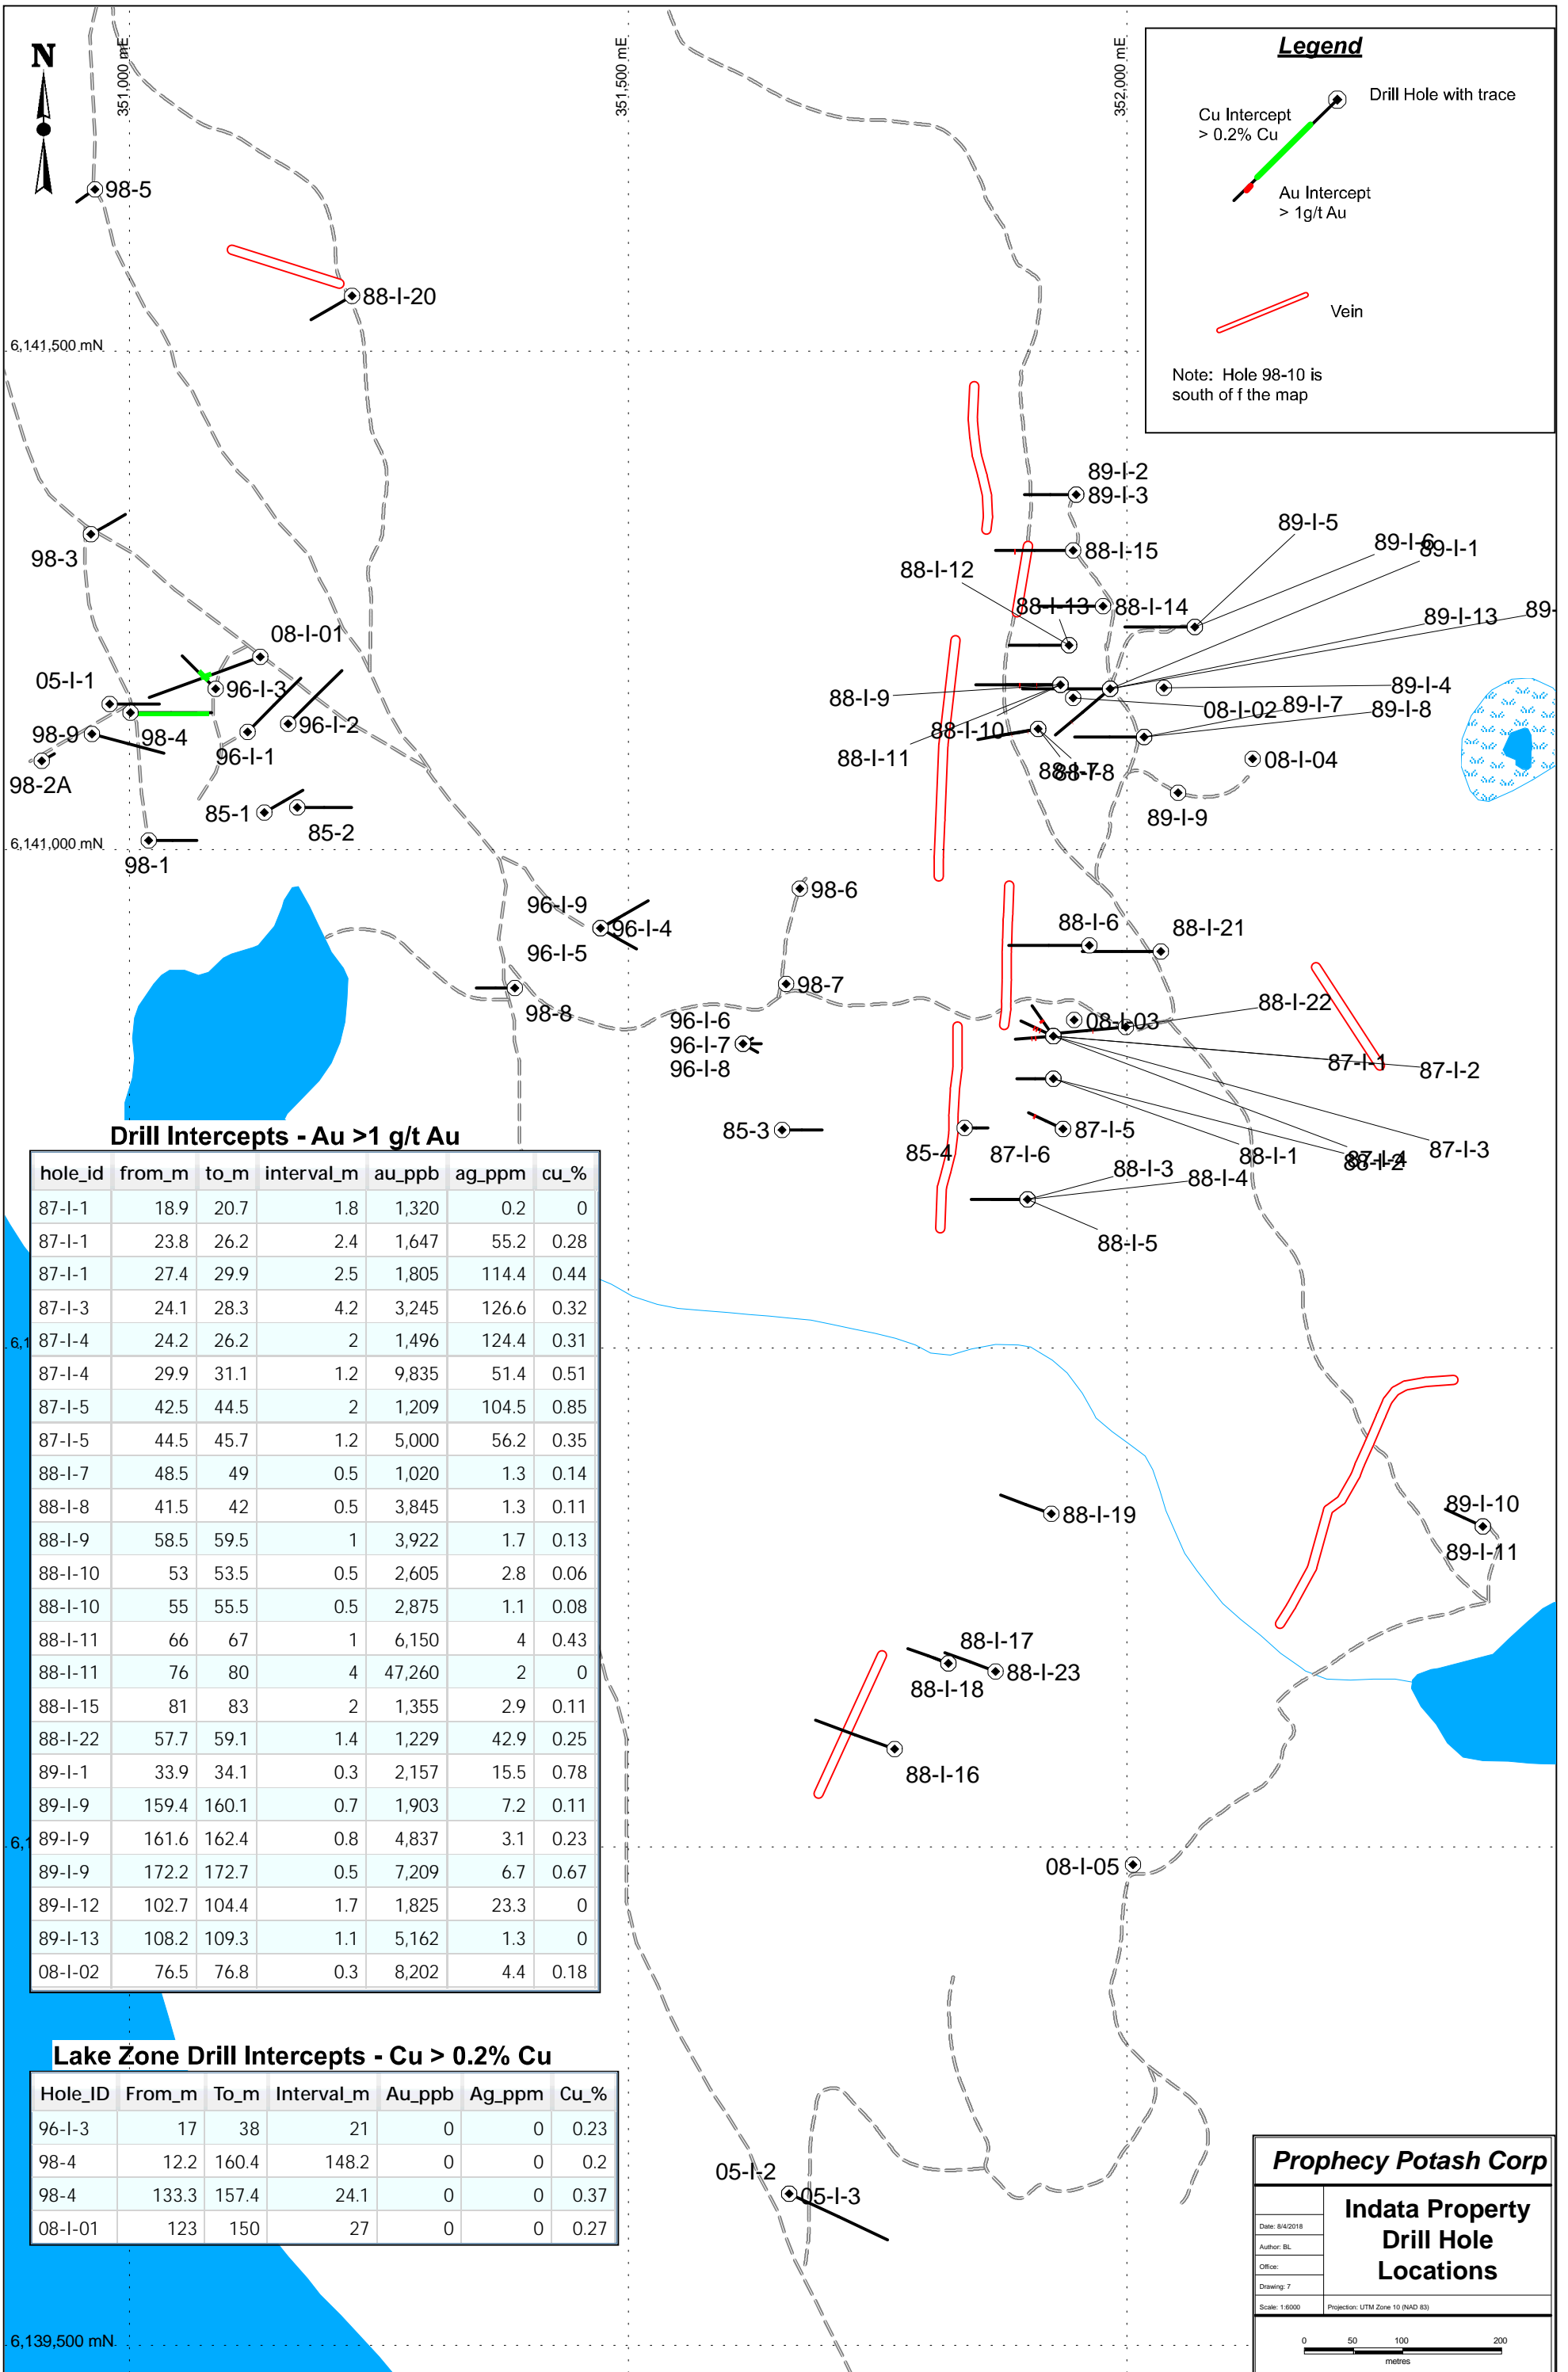 N
351,000 mE
351,500 mE
352,000 mE
Legend
Drill Hole with trace
Cu Intercept
> 0.2% Cu
Au Intercept
> 1g/t Au
Vein
Note: Hole 98-10 is
south of f the map
98-5
88-I-20
6,141,500 mN
89-I-2
89-I-3
89-I-5
89-I-6
89-I-1
88-I-15
98-3
88-I-12
88-I-13
88-I-14
89-I-13
89-
08-I-01
05-I-1
96-I-3
88-I-9
89-I-4
08-I-02
89-I-7
89-I-8
96-I-2
98-9
98-4
88-I-10
96-I-1
88-I-11
08-I-04
88-I-7
88-I-8
98-2A
85-1
85-2
89-I-9
6,141,000 mN
98-1
98-6
96-I-9
96-I-4
88-I-6
88-I-21
96-I-5
98-7
98-8
88-I-22
96-I-6
08-I-03
96-I-7
96-I-8
87-I-1
87-I-2
85-3
85-4
87-I-5
87-I-6
87-I-3
88-I-1
87-I-4
88-I-2
88-I-3
88-I-4
88-I-5
Drill Intercepts - Au >1 g/t Au
hole_id from_m to_m interval_m au_ppb ag_ppm cu_%
87-I-1 18.9 20.7 1.8 1,320 0.2 0
87-I-1 23.8 26.2 2.4 1,647 55.2 0.28
87-I-1 27.4 29.9 2.5 1,805 114.4 0.44
87-I-3 24.1 28.3 4.2 3,245 126.6 0.32
6,1
87-I-4 24.2 26.2 2 1,496 124.4 0.31
87-I-4 29.9 31.1 1.2 9,835 51.4 0.51
87-I-5 42.5 44.5 2 1,209 104.5 0.85
87-I-5 44.5 45.7 1.2 5,000 56.2 0.35
88-I-7 48.5 49 0.5 1,020 1.3 0.14
88-I-8 41.5 42 0.5 3,845 1.3 0.11
88-I-9 58.5 59.5 1 3,922 1.7 0.13
88-I-10 53 53.5 0.5 2,605 2.8 0.06
88-I-10 55 55.5 0.5 2,875 1.1 0.08
88-I-11 66 67 1 6,150 4 0.43
88-I-11 76 80 4 47,260 2 0
88-I-15 81 83 2 1,355 2.9 0.11
88-I-22 57.7 59.1 1.4 1,229 42.9 0.25
89-I-1 33.9 34.1 0.3 2,157 15.5 0.78
89-I-9 159.4 160.1 0.7 1,903 7.2 0.11
6,1
89-I-9 161.6 162.4 0.8 4,837 3.1 0.23
89-I-9 172.2 172.7 0.5 7,209 6.7 0.67
89-I-12 102.7 104.4 1.7 1,825 23.3 0
89-I-13 108.2 109.3 1.1 5,162 1.3 0
08-I-02 76.5 76.8 0.3 8,202 4.4 0.18
88-I-19
89-I-10
89-I-11
88-I-17
88-I-23
88-I-18
88-I-16
08-I-05
Lake Zone Drill Intercepts - Cu > 0.2% Cu
Hole_ID From_m To_m Interval_m Au_ppb Ag_ppm Cu_%
96-I-3 17 38 21 0 0 0.23
98-4 12.2 160.4 148.2 0 0 0.2
98-4 133.3 157.4 24.1 0 0 0.37
08-I-01 123 150 27 0 0 0.27
05-I-2
05-I-3
6,139,500 mN
Prophecy Potash Corp
Indata Property
Drill Hole
Locations
Date: 8/4/2018
Author: BL
Office:
Drawing: 7
Scale: 1:6000
Projection: UTM Zone 10 (NAD 83)
0 50 100 200
metres